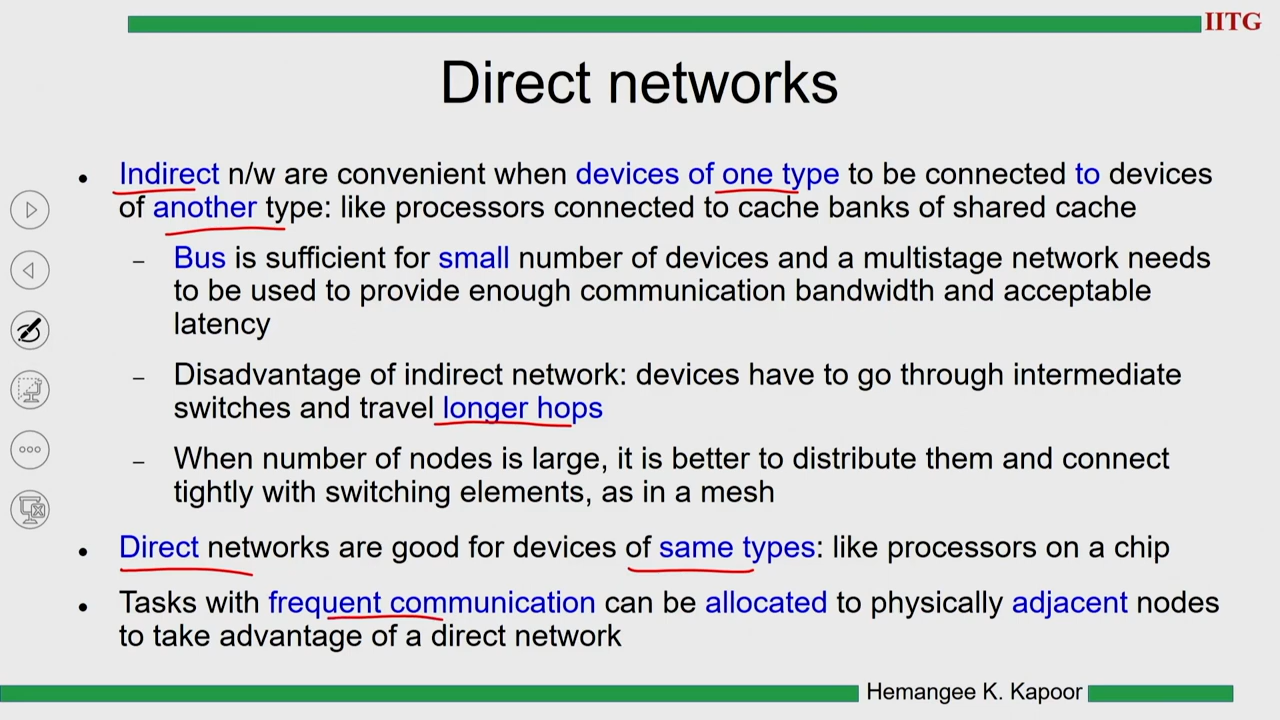 IITG
Direct networks
• Indirect n/w are convenient when devices of one type to be connected to devices
of another type: like processors connected to cache banks of shared cache
– Bus is sufficient for small number of devices and a multistage network needs
to be used to provide enough communication bandwidth and acceptable
latency
– Disadvantage of indirect network: devices have to go through intermediate
switches and travel longer hops
– When number of nodes is large, it is better to distribute them and connect
tightly with switching elements, as in a mesh
• Direct networks are good for devices of same types: like processors on a chip
• Tasks with frequent communication can be allocated to physically adjacent nodes
to take advantage of a direct network
Hemangee K. Kapoor